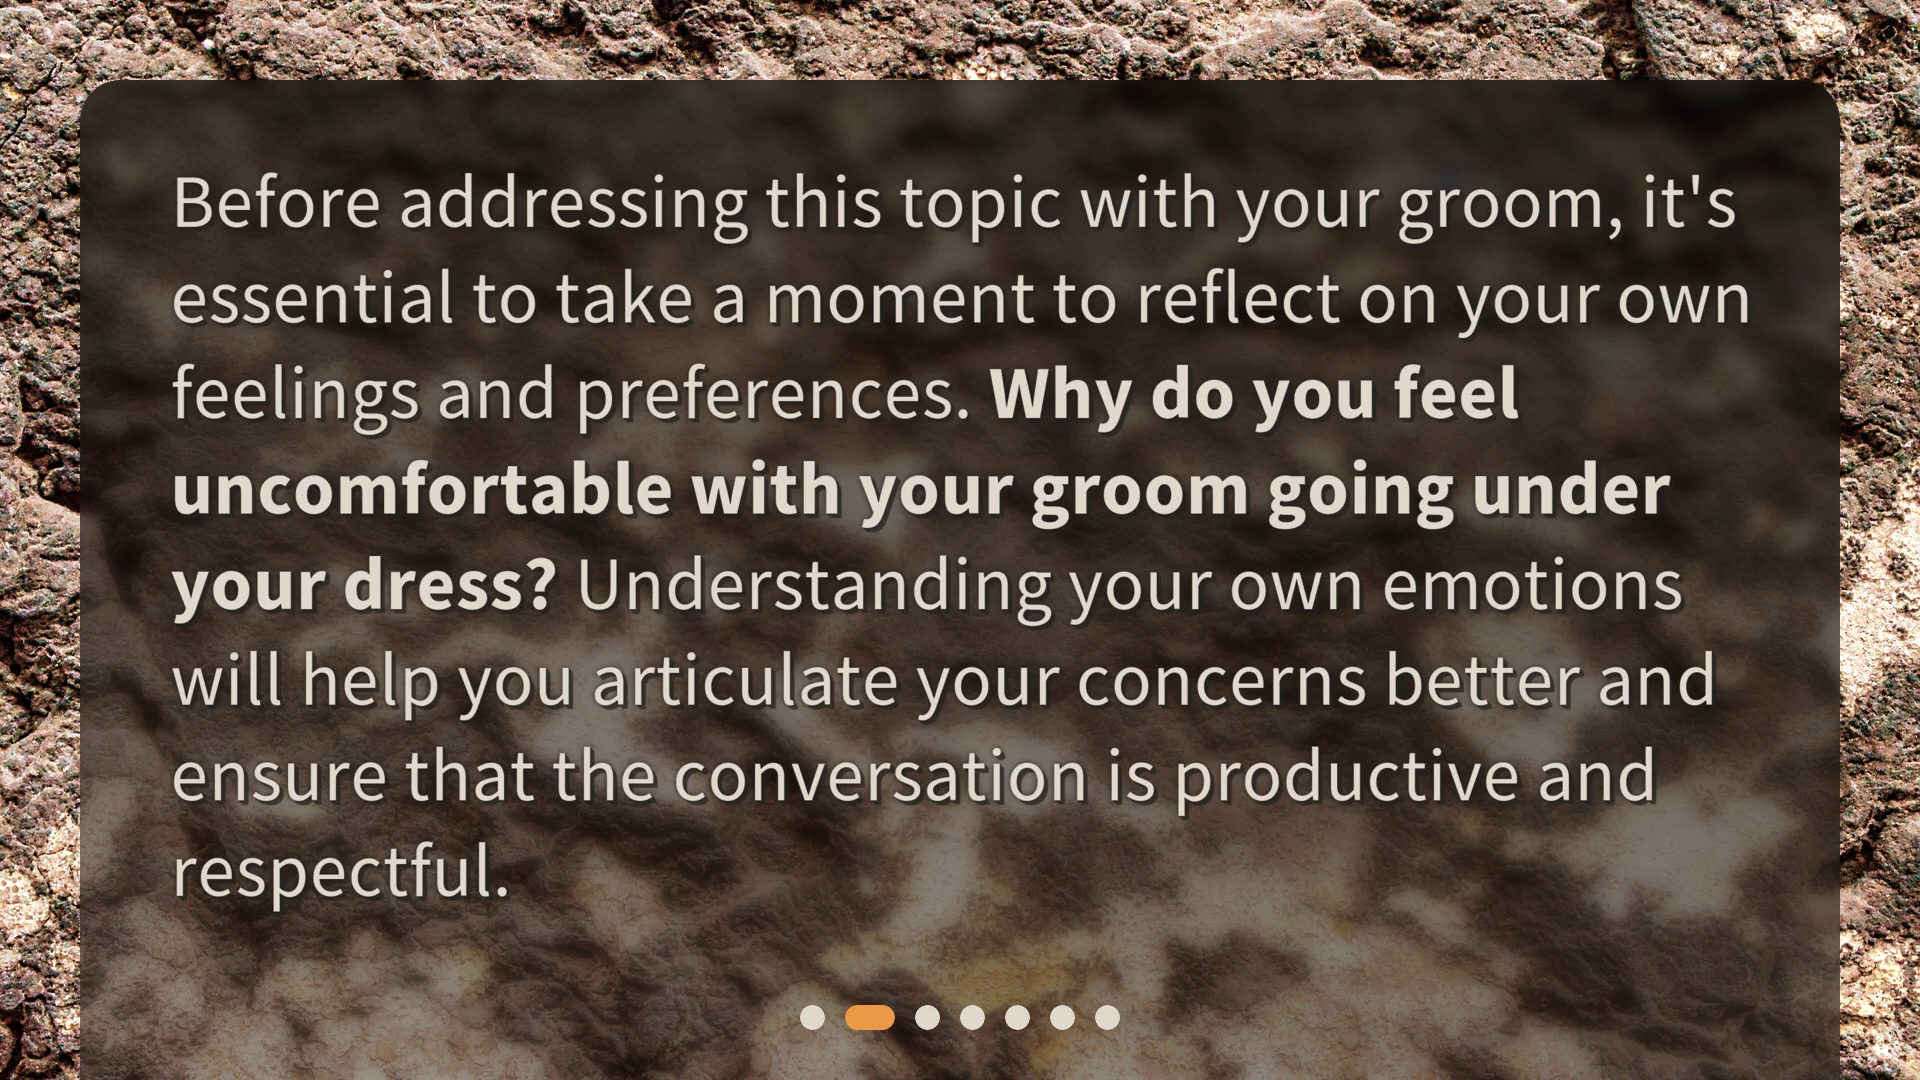 Before addressing this topic with your groom, it's
essential to take a moment to reflect on your own
feelings and preferences. Why do you feel
uncomfortable with your groom going under
your dress? Understanding your own emotions
will help you articulate your concerns better and
ensure that the conversation is productive and
respectful.